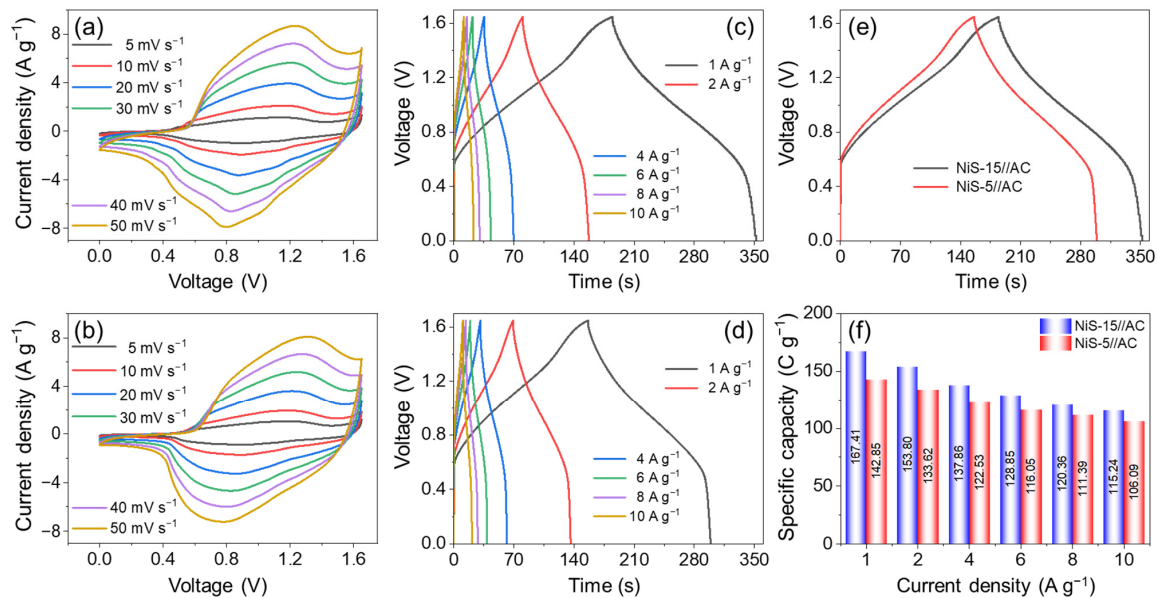 (a)
5 mV s⁻¹
10 mV s⁻¹
20 mV s⁻¹
30 mV s⁻¹
40 mV s⁻¹
50 mV s⁻¹
Current density (A g⁻¹)
8
4
0
−4
−8
0.0 0.4 0.8 1.2 1.6
Voltage (V)
(c)
1 A g⁻¹
2 A g⁻¹
4 A g⁻¹
6 A g⁻¹
8 A g⁻¹
10 A g⁻¹
Voltage (V)
1.6
1.2
0.8
0.4
0.0
0 70 140 210 280 350
Time (s)
(e)
NiS-15//AC
NiS-5//AC
Voltage (V)
1.6
1.2
0.8
0.4
0.0
0 70 140 210 280 350
Time (s)
(b)
5 mV s⁻¹
10 mV s⁻¹
20 mV s⁻¹
30 mV s⁻¹
40 mV s⁻¹
50 mV s⁻¹
Current density (A g⁻¹)
8
4
0
−4
−8
0.0 0.4 0.8 1.2 1.6
Voltage (V)
(d)
1 A g⁻¹
2 A g⁻¹
4 A g⁻¹
6 A g⁻¹
8 A g⁻¹
10 A g⁻¹
Voltage (V)
1.6
1.2
0.8
0.4
0.0
0 70 140 210 280 350
Time (s)
(f)
NiS-15//AC
NiS-5//AC
Specific capacity (C g⁻¹)
200
150
100
50
0
167.41
142.85
153.80
133.62
137.86
122.53
128.85
116.05
120.36
111.39
115.24
106.09
1 2 4 6 8 10
Current density (A g⁻¹)